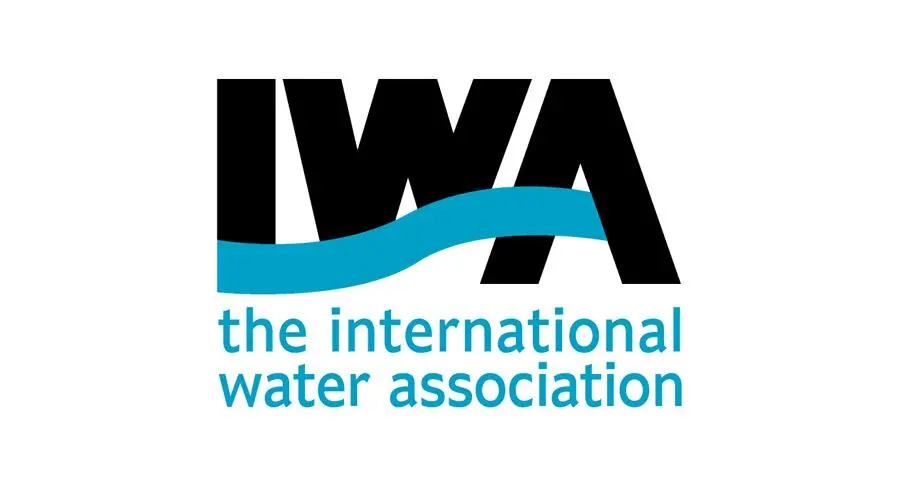 IWA
the international
water association